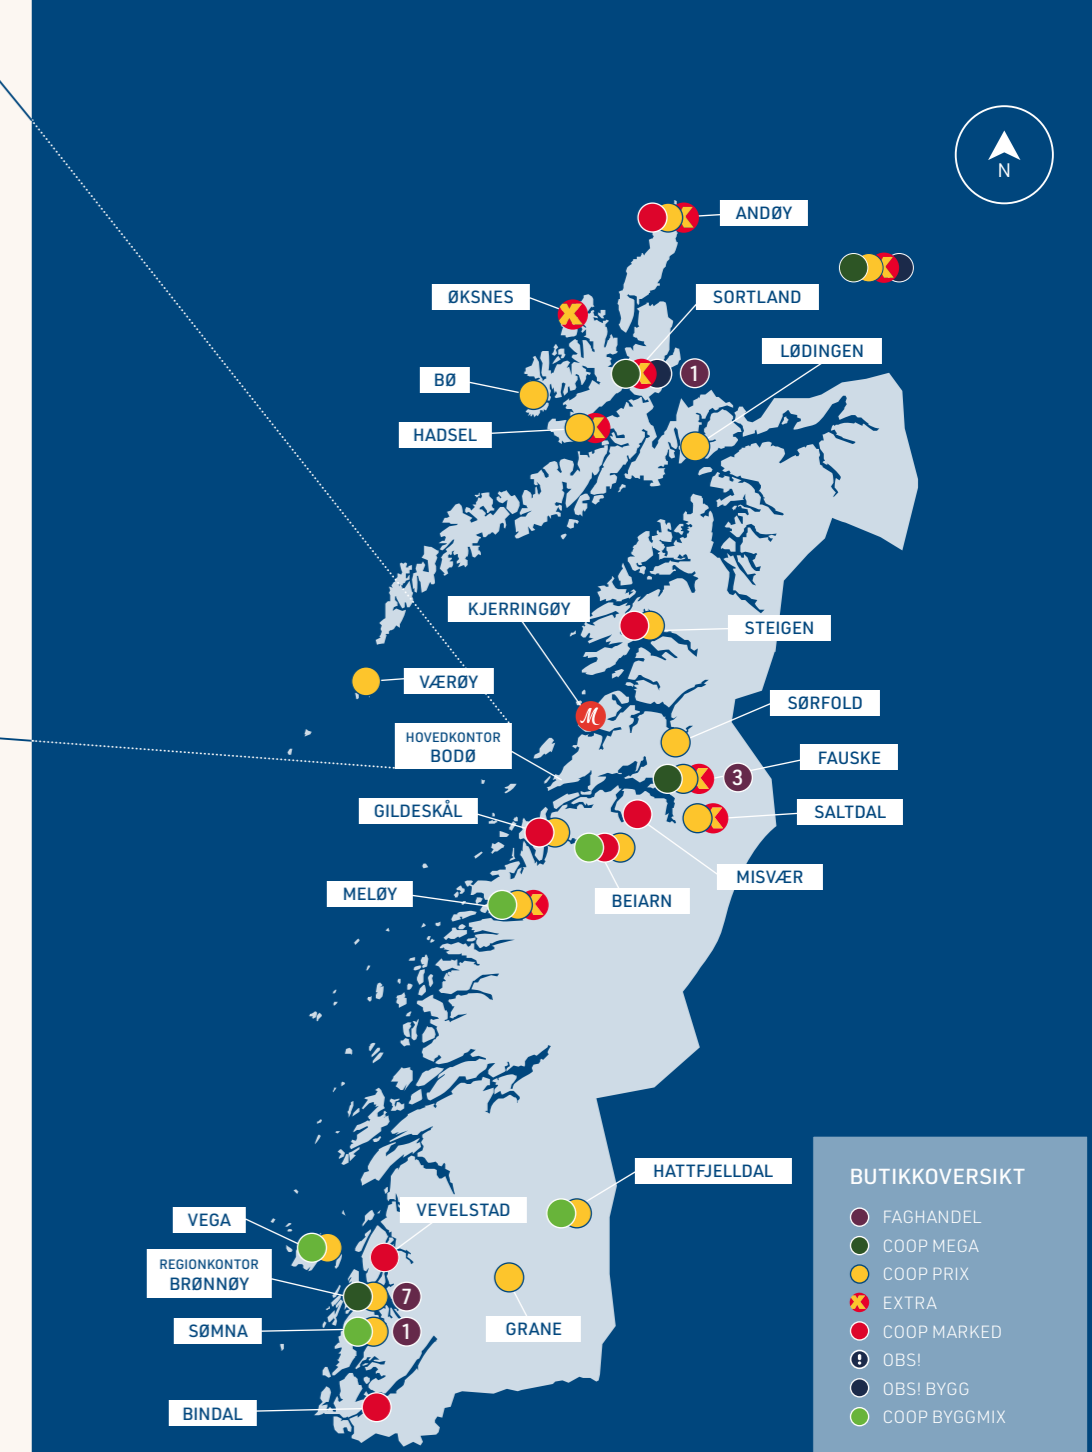 N
ANDØY
ØKSNES
SORTLAND
LØDINGEN
BØ
1
HADSEL
KJERRINGØY
STEIGEN
VÆRØY
SØRFOLD
M
HOVEDKONTOR
BODØ
FAUSKE
3
GILDESKÅL
SALTDAL
MISVÆR
MELØY
BEIARN
HATTFJELLDAL
VEVELSTAD
VEGA
REGIONKONTOR
BRØNNØY
7
SØMNA
1
GRANE
BINDAL
BUTIKKOVERSIKT
FAGHANDEL
COOP MEGA
COOP PRIX
EXTRA
COOP MARKED
OBS!
OBS! BYGG
COOP BYGGMIX